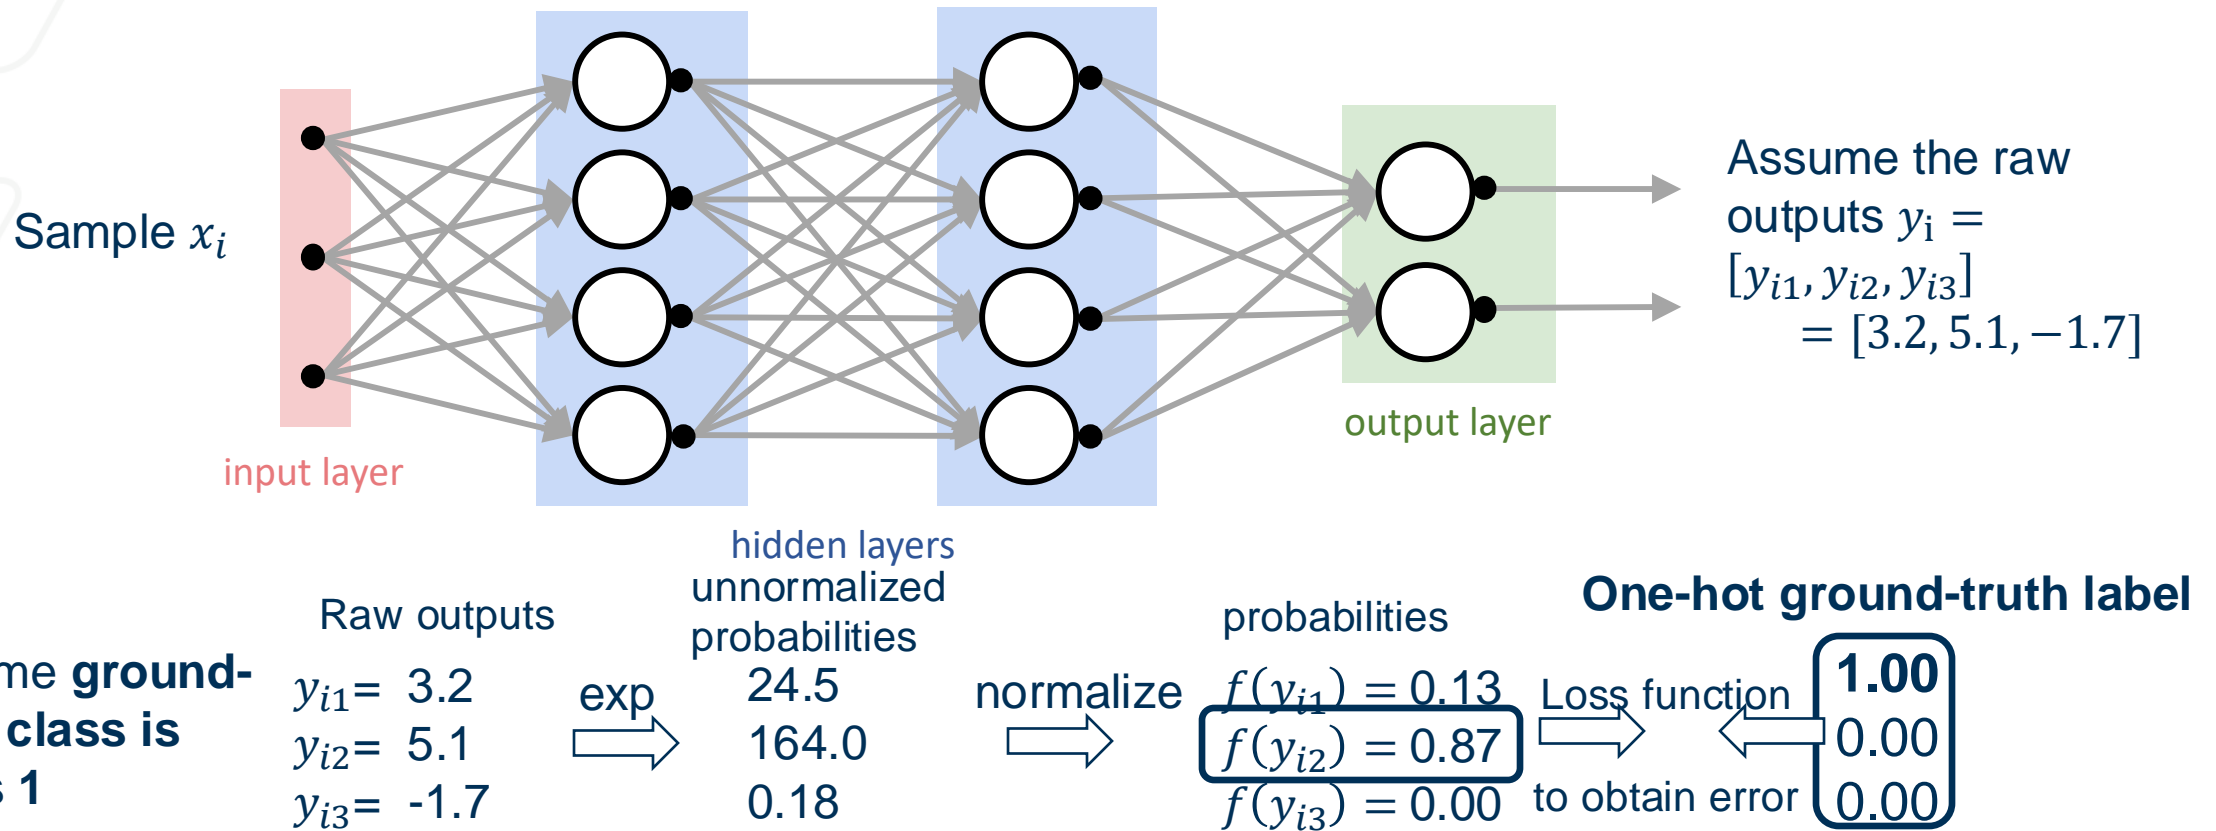 Sample x_i
Assume the raw
outputs y_i =
[y_{i1}, y_{i2}, y_{i3}]
= [3.2, 5.1, −1.7]
input layer
output layer
hidden layers
ground-
class is
1
Raw outputs
y_{i1}= 3.2
y_{i2}= 5.1
y_{i3}= -1.7
exp
unnormalized
probabilities
24.5
164.0
0.18
normalize
probabilities
f(y_{i1}) = 0.13
f(y_{i2}) = 0.87
f(y_{i3}) = 0.00
Loss function
to obtain error
One-hot ground-truth label
1.00
0.00
0.00